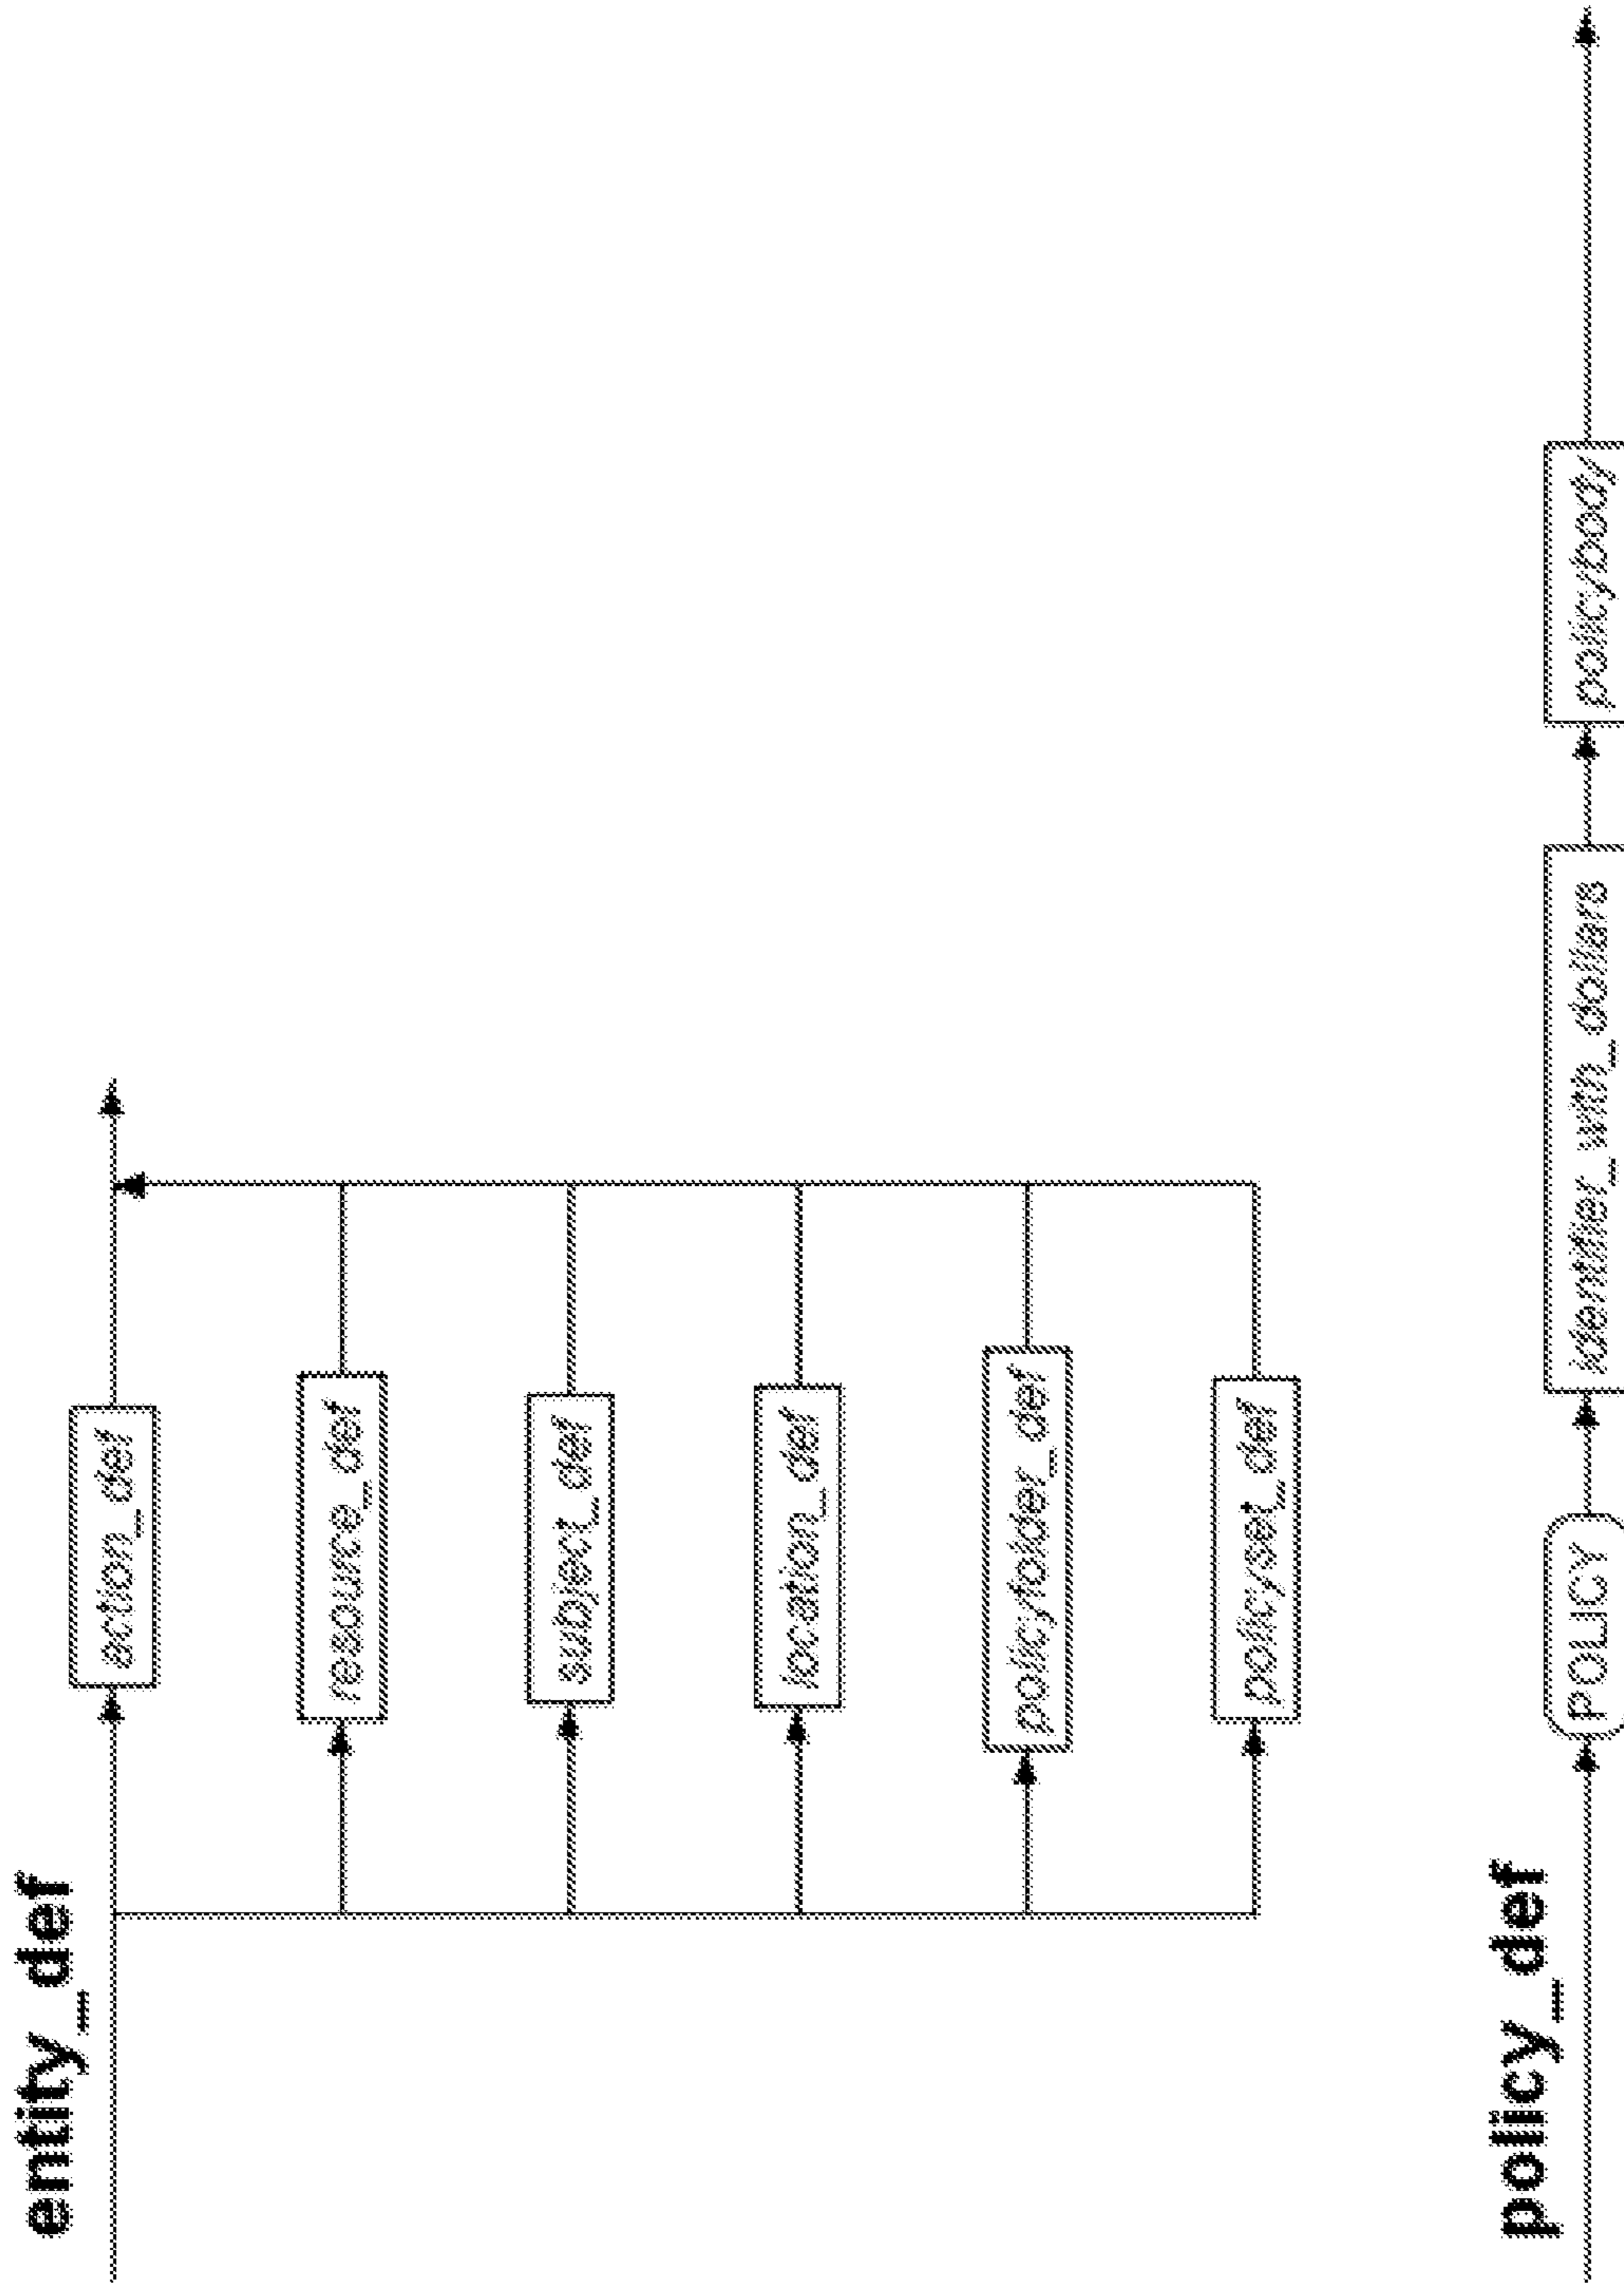 entity_def
action_def
resource_def
subject_def
location_def
policyfolder_def
policyset_def
policy_def
POLICY
identifier_with_dollars
policybody